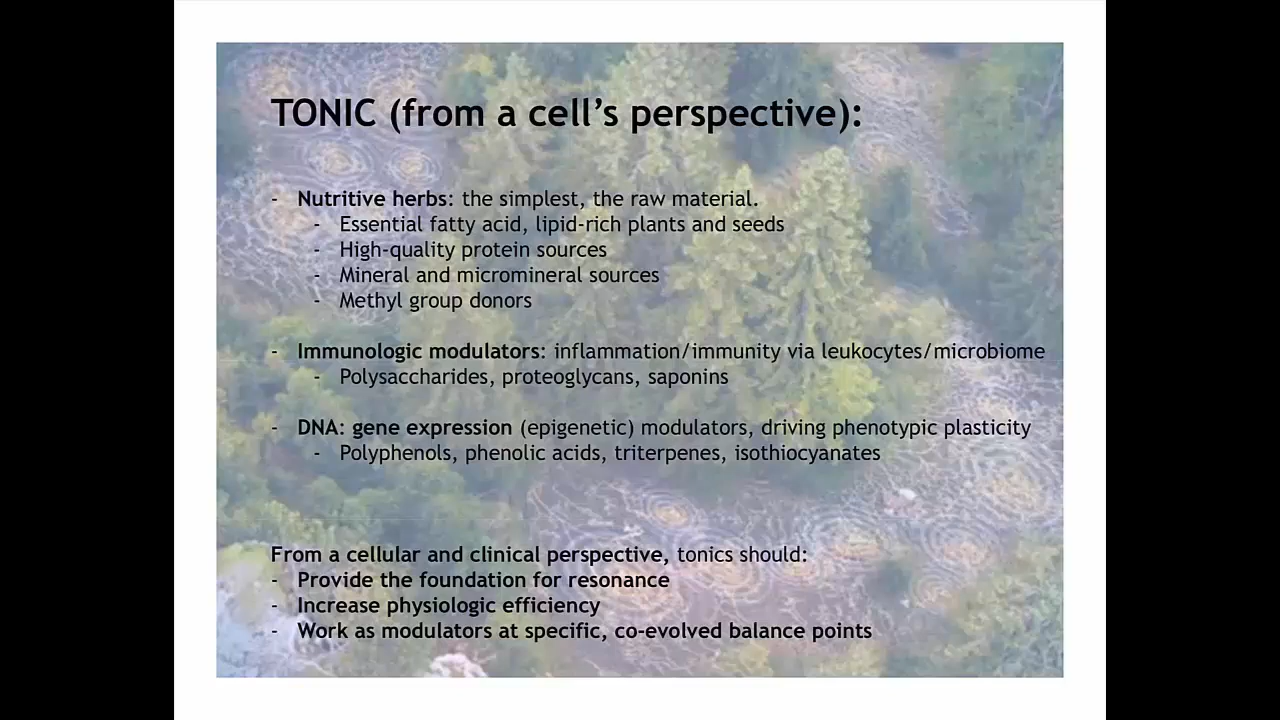 TONIC (from a cell’s perspective):
- Nutritive herbs: the simplest, the raw material.
- Essential fatty acid, lipid-rich plants and seeds
- High-quality protein sources
- Mineral and micromineral sources
- Methyl group donors
- Immunologic modulators: inflammation/immunity via leukocytes/microbiome
- Polysaccharides, proteoglycans, saponins
- DNA: gene expression (epigenetic) modulators, driving phenotypic plasticity
- Polyphenols, phenolic acids, triterpenes, isothiocyanates
From a cellular and clinical perspective, tonics should:
- Provide the foundation for resonance
- Increase physiologic efficiency
- Work as modulators at specific, co-evolved balance points